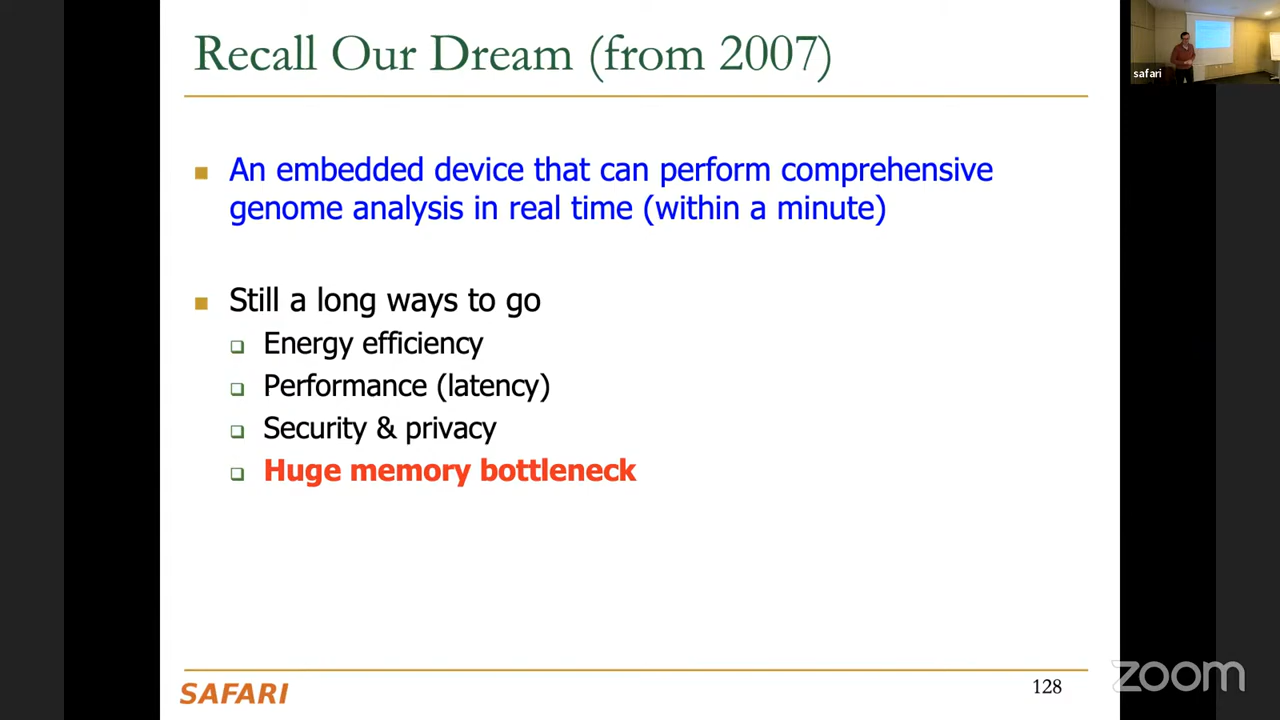 Recall Our Dream (from 2007)
safari
An embedded device that can perform comprehensive
genome analysis in real time (within a minute)
Still a long ways to go
Energy efficiency
Performance (latency)
Security & privacy
Huge memory bottleneck
SAFARI
128
zoom